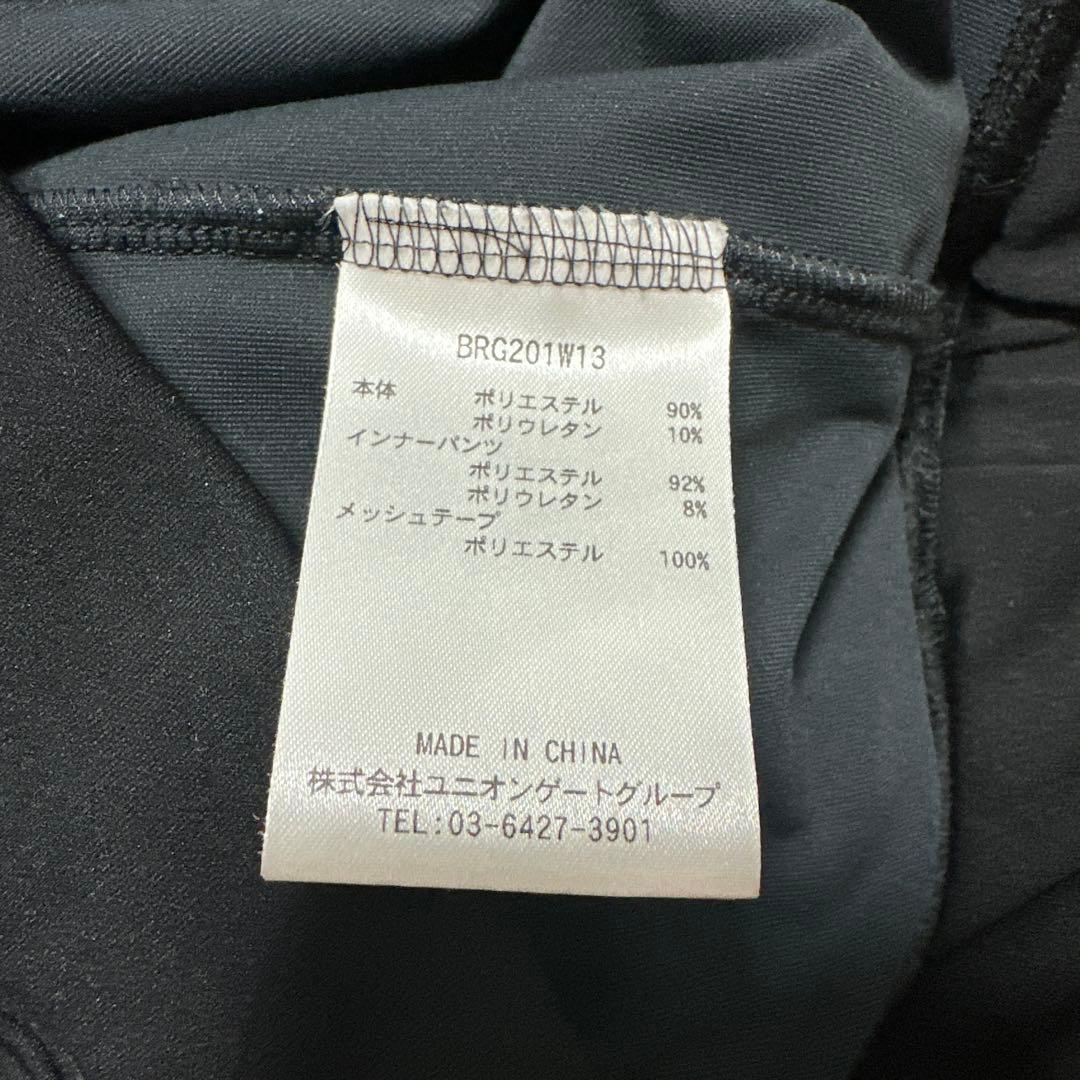 BRG201W13
本体 ポリエステル 90%
ポリウレタン 10%
インナーパンツ
ポリエステル 92%
ポリウレタン 8%
メッシュテープ
ポリエステル 100%
MADE IN CHINA
株式会社ユニオンゲートグループ
TEL:03-6427-3901